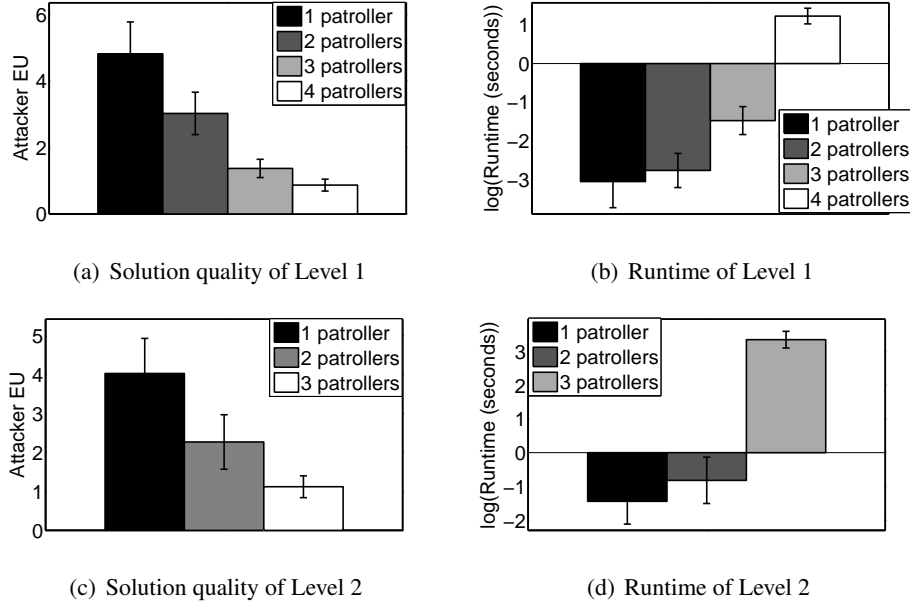 6
4
2
0
Attacker EU
1 patroller
2 patrollers
3 patrollers
4 patrollers
(a) Solution quality of Level 1
1
0
−1
−2
−3
log(Runtime (seconds))
1 patroller
2 patrollers
3 patrollers
4 patrollers
(b) Runtime of Level 1
5
4
3
2
1
0
Attacker EU
1 patroller
2 patrollers
3 patrollers
(c) Solution quality of Level 2
3
2
1
0
−1
−2
log(Runtime (seconds))
1 patroller
2 patrollers
3 patrollers
(d) Runtime of Level 2